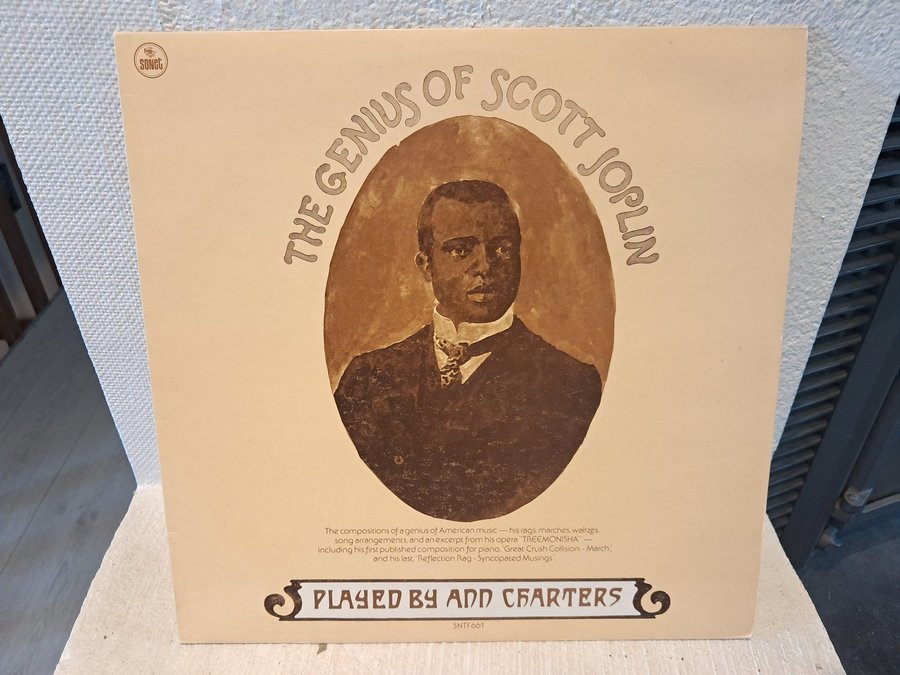 SONET
THE GENIUS OF SCOTT JOPLIN
The compositions of a genius of American music — his rags, marches, waltzes,
song arrangements, and an excerpt from his opera "TREEMONISHA" —
including his first published composition for piano, 'Great Crush Collision - March',
and his last, 'Reflection Rag - Syncopated Musings'.
PLAYED BY ANN CHARTERS
SNTF 661